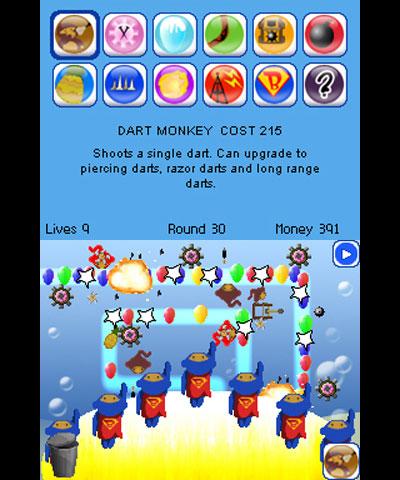 DART MONKEY COST 215
Shoots a single dart. Can upgrade to
piercing darts, razor darts and long range
darts.
Lives 9 Round 30 Money 391